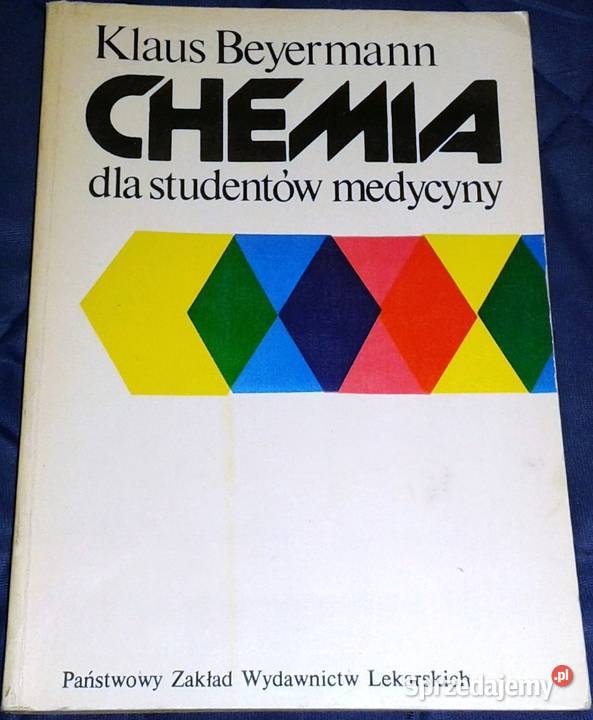 Klaus Beyermann
CHEMIA
dla studentów medycyny
Państwowy Zakład Wydawnictw Lekarskich
Sprzedajemy.pl